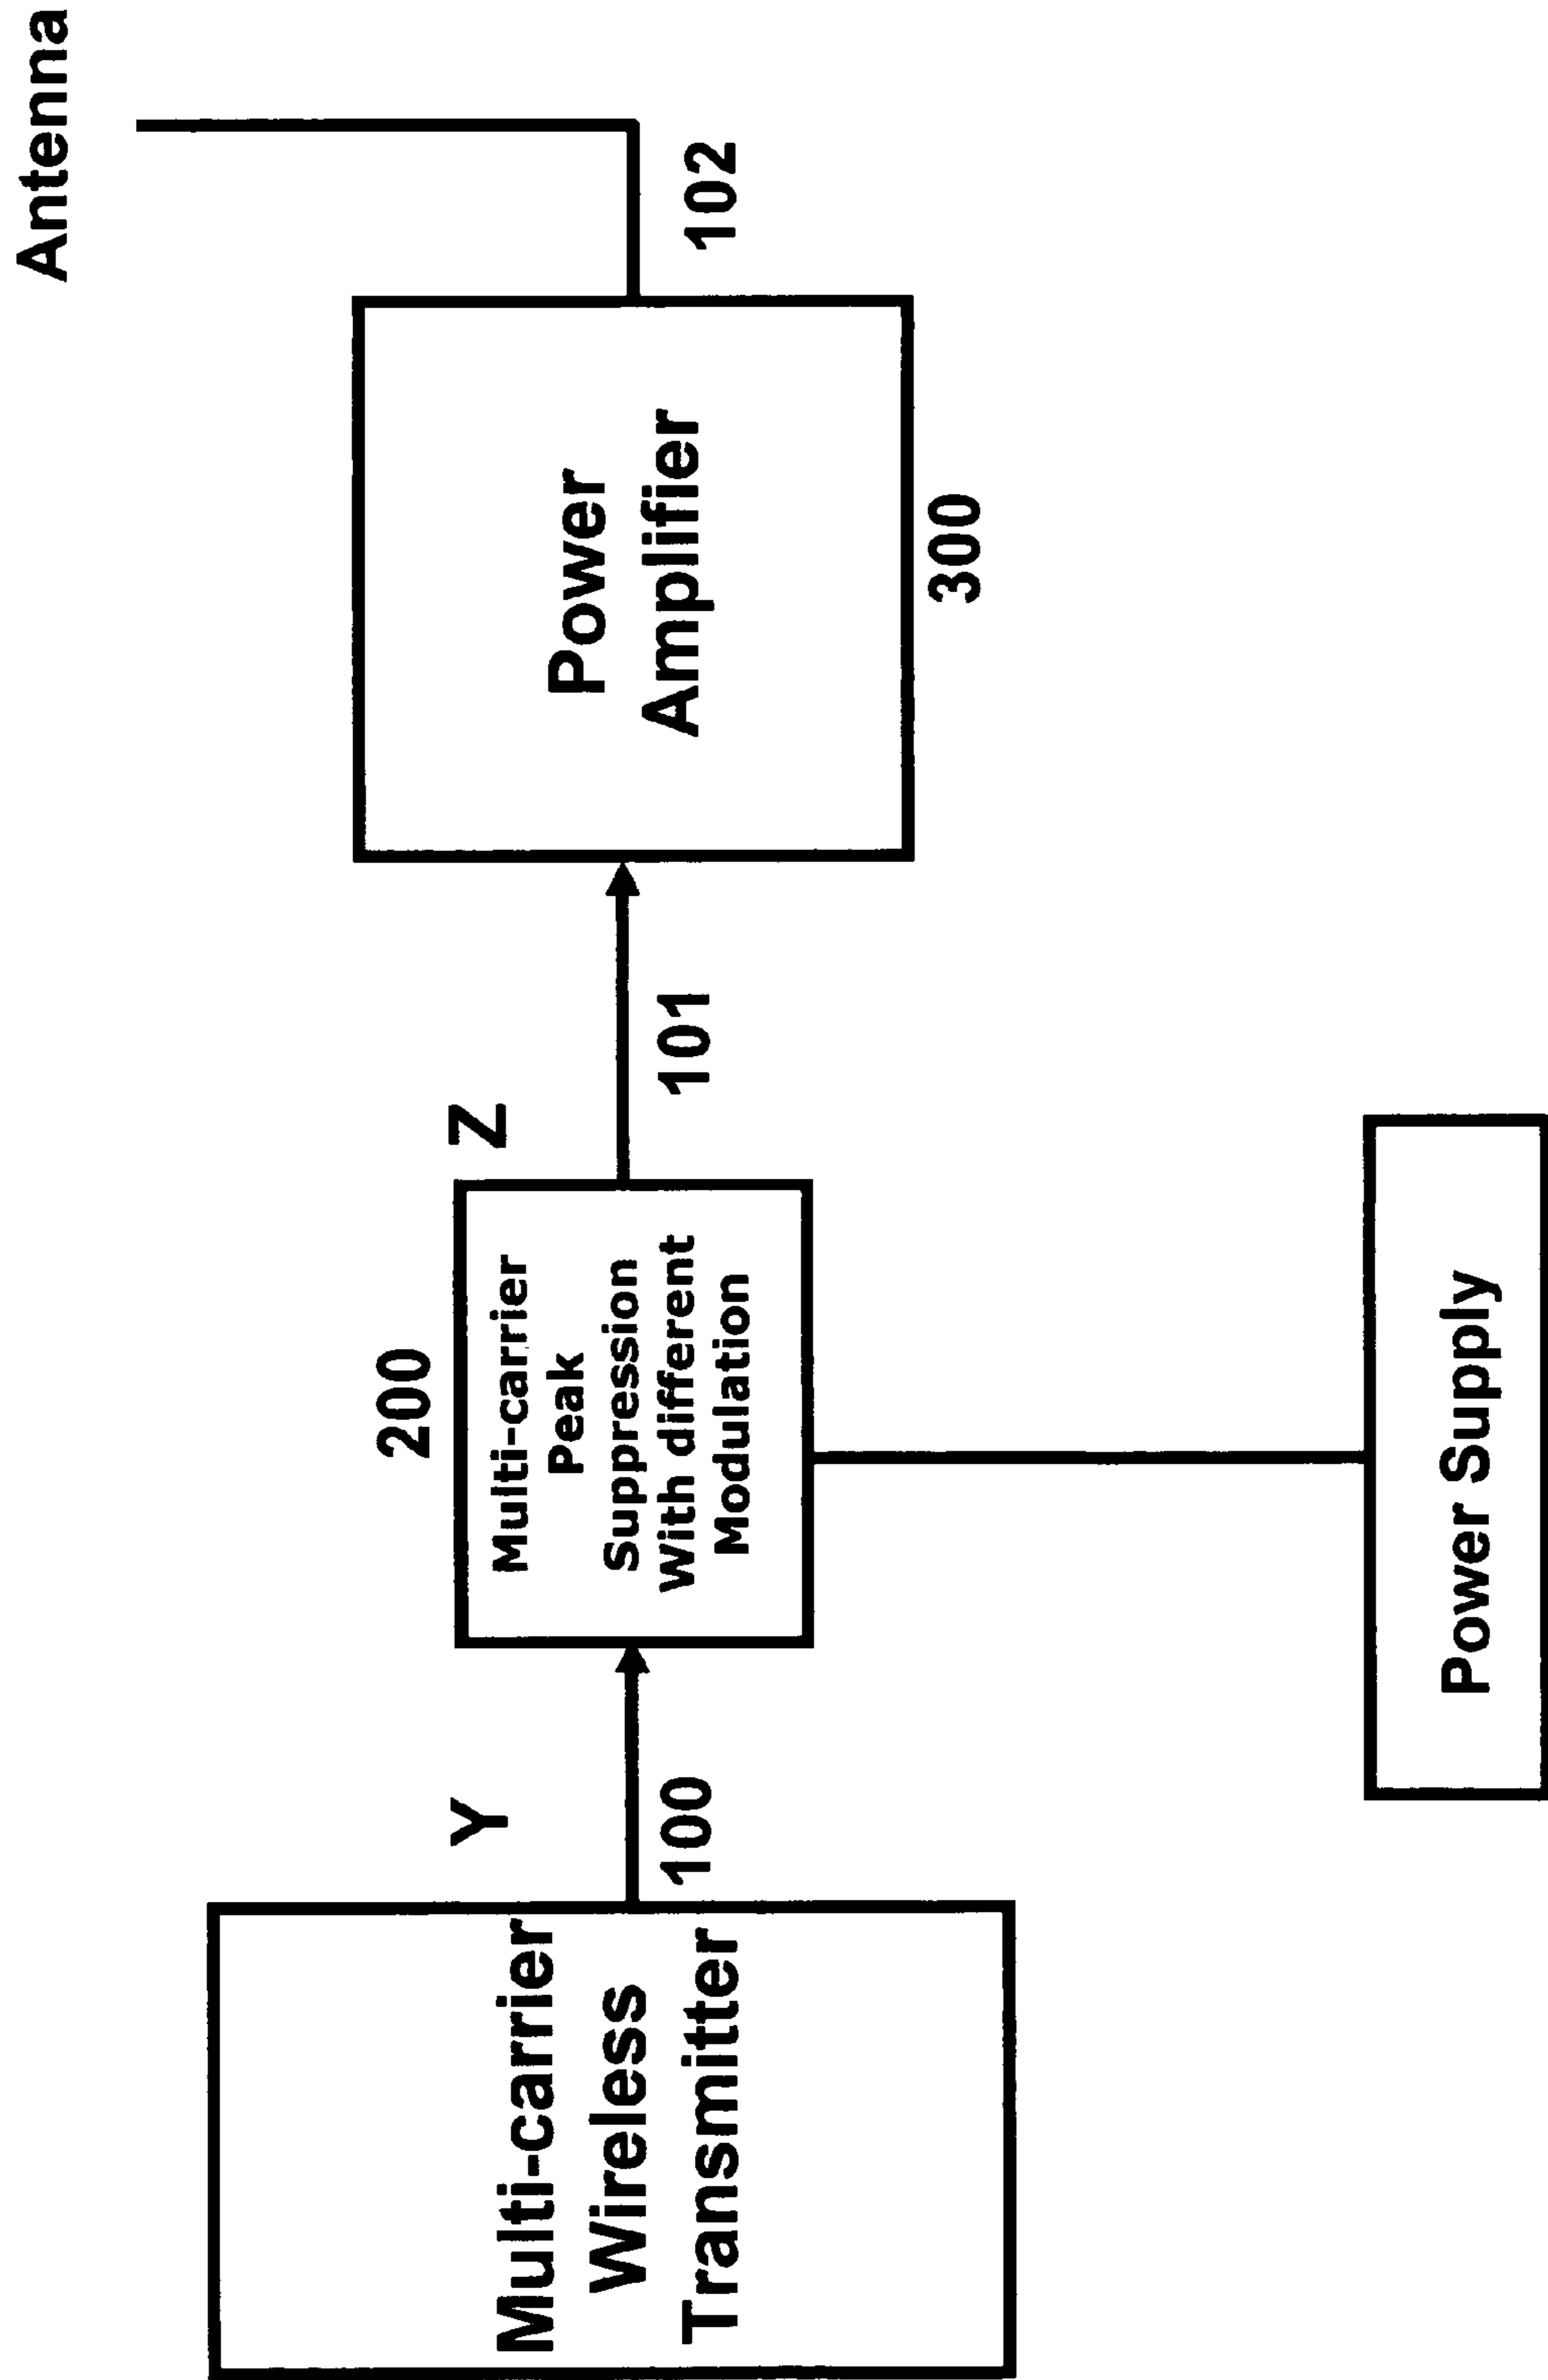 Antenna
102
Power
Amplifier
300
101
Z
200
Multi-carrier
Peak
Suppression
With different
Modulation
Power Supply
Y
100
Multi-carrier
Wireless
Transmitter